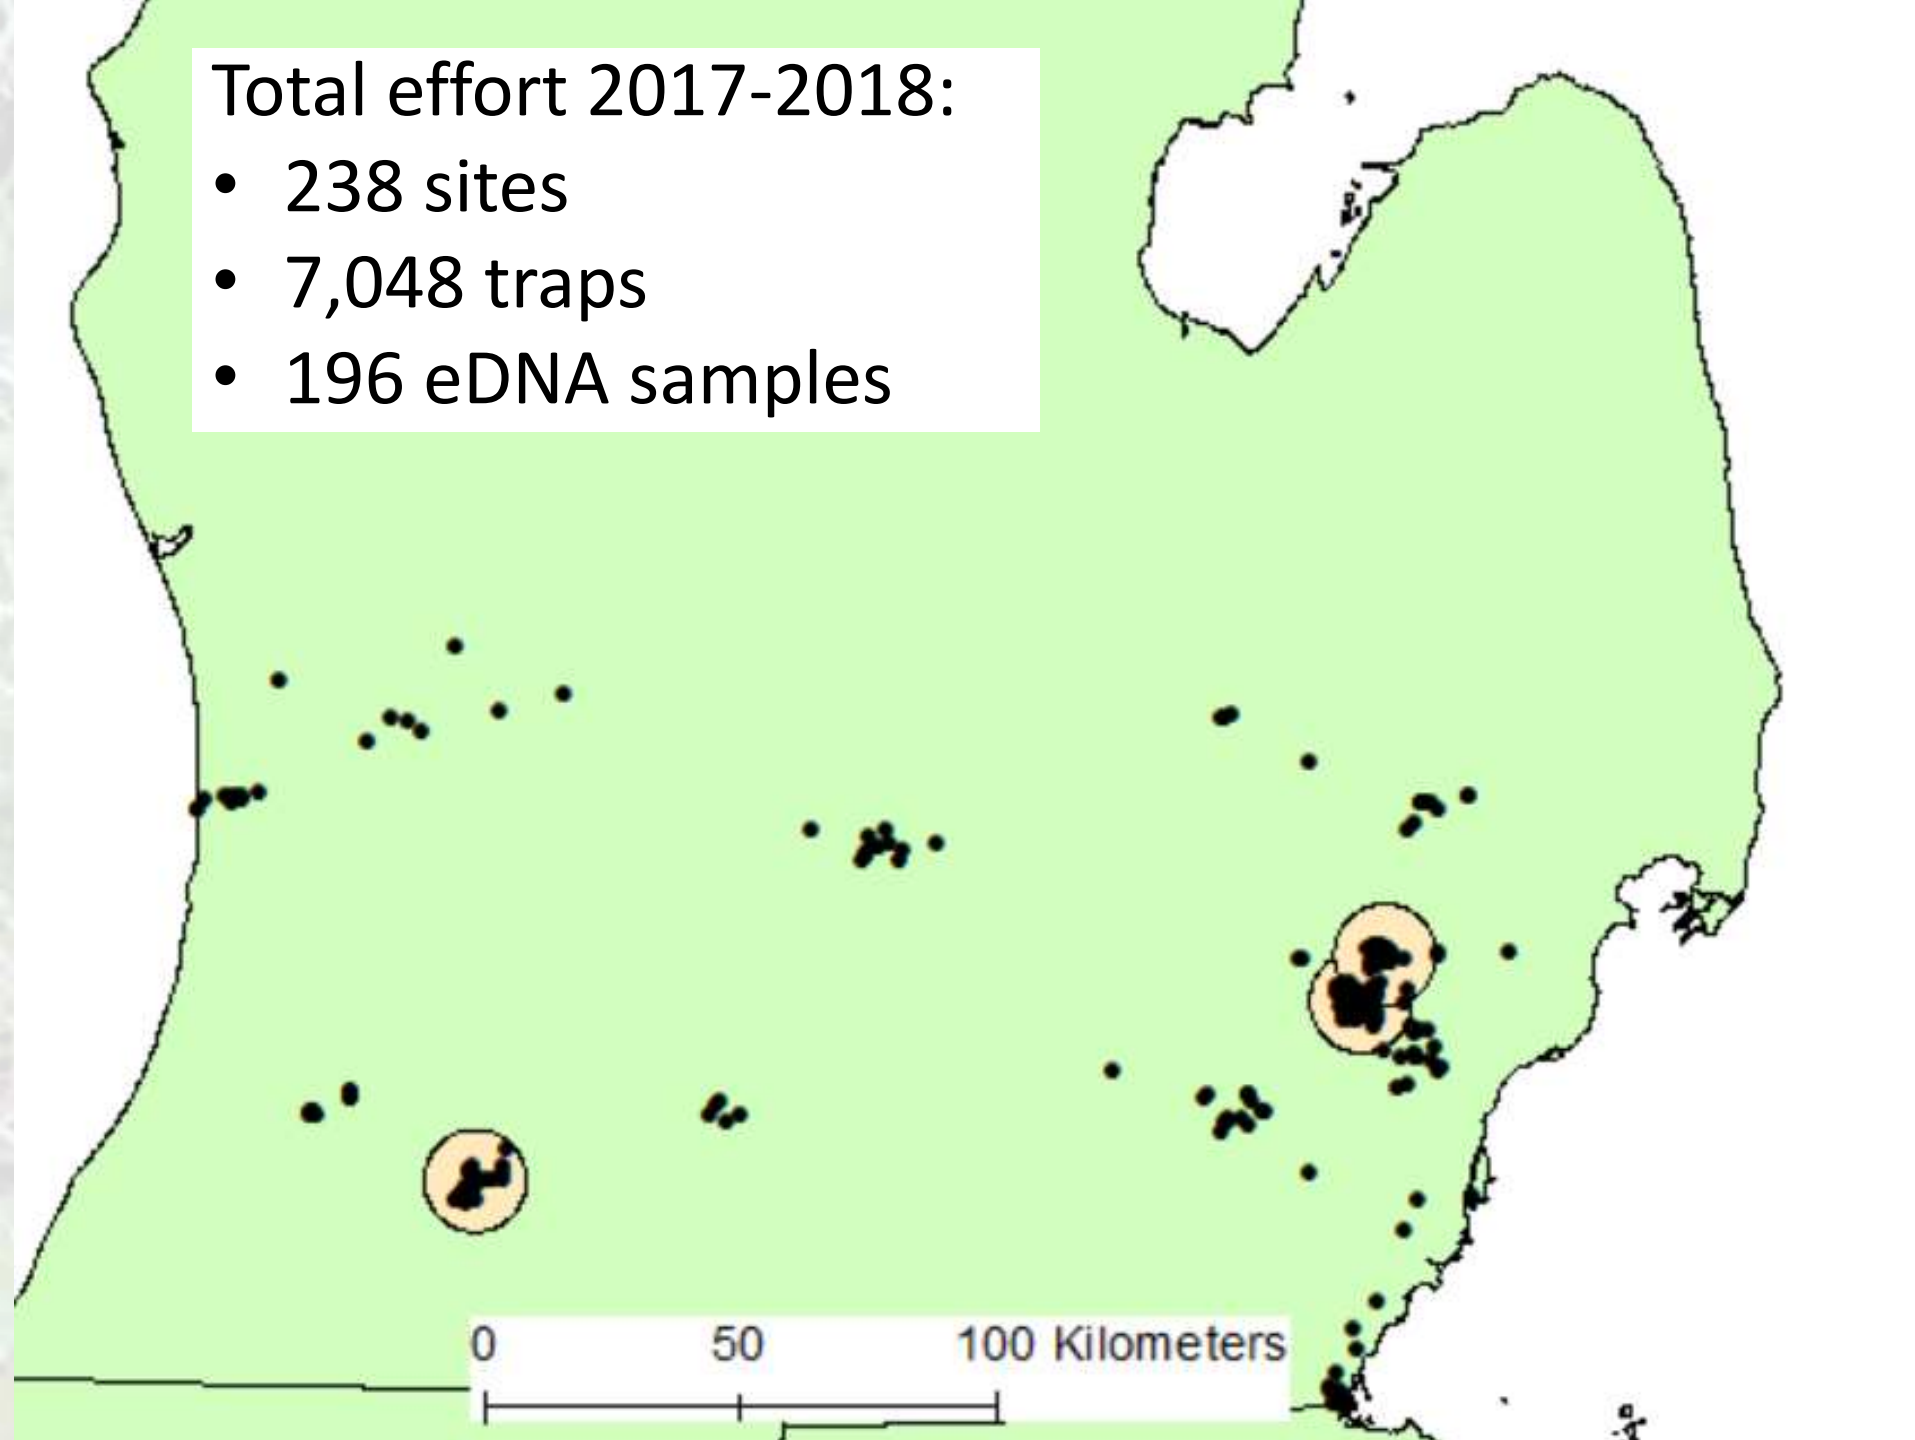 Total effort 2017-2018:
• 238 sites
• 7,048 traps
• 196 eDNA samples
0 50 100 Kilometers